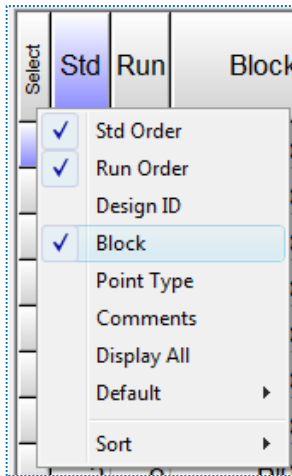 Select Std Run Block
Std Order
Run Order
Design ID
Block
Point Type
Comments
Display All
Default
Sort